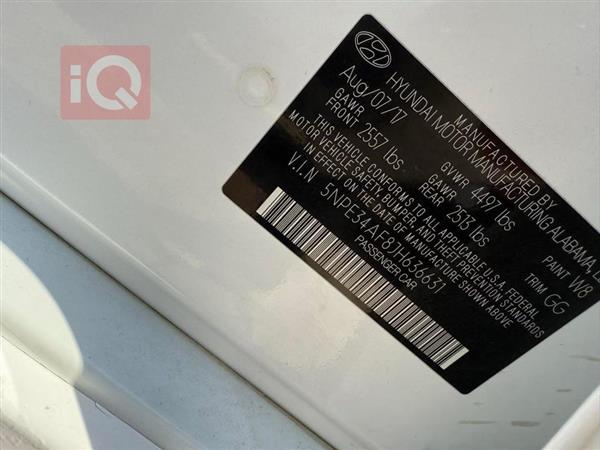 iQ
MANUFACTURED BY
HYUNDAI MOTOR MANUFACTURING ALABAMA, L
Aug/07/17
GVWR 4497 lbs
PAINT W8
GAWR FRONT 2557 lbs
GAWR REAR 2513 lbs
TRIM GG
THIS VEHICLE CONFORMS TO ALL APPLICABLE U.S.A. FEDERAL
MOTOR VEHICLE SAFETY, BUMPER, AND THEFT PREVENTION STANDARDS
IN EFFECT ON THE DATE OF MANUFACTURE SHOWN ABOVE
V.I.N 5NPE34AF8JH636631
PASSENGER CAR